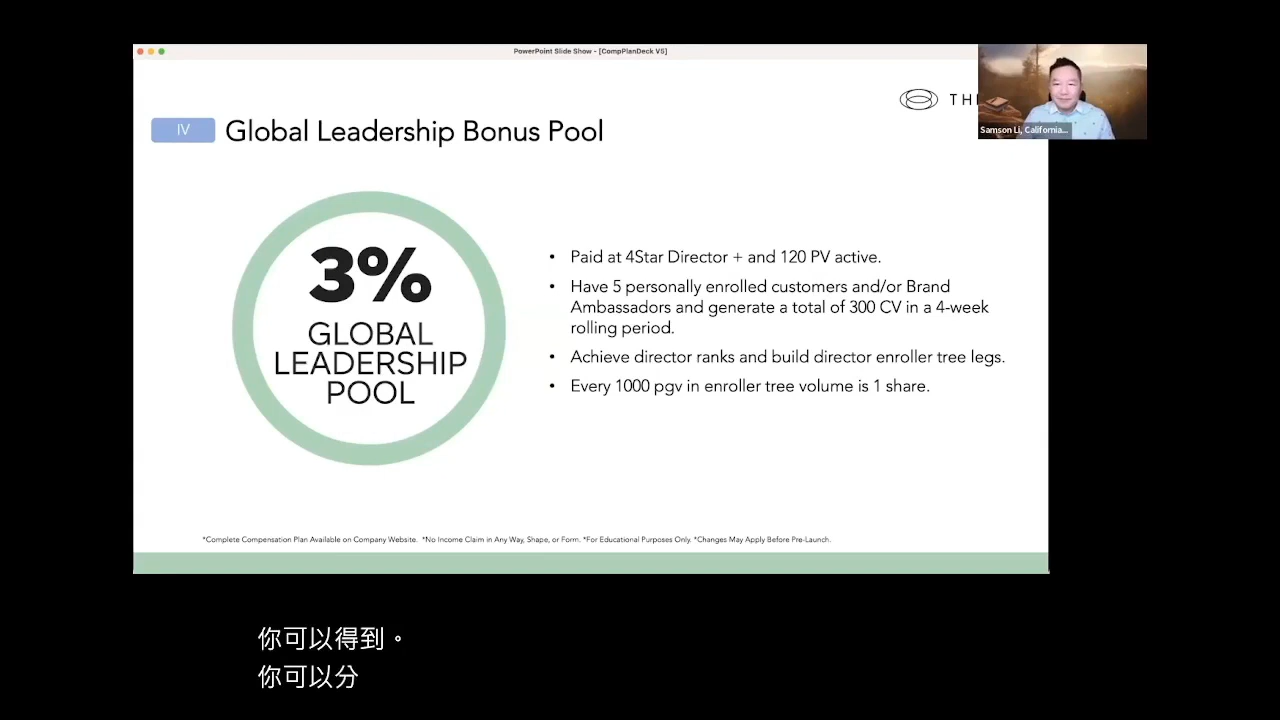 PowerPoint Slide Show - [CompPlanDeck V5]
Samson Li, California...
IV
Global Leadership Bonus Pool
3%
GLOBAL
LEADERSHIP
POOL
• Paid at 4Star Director + and 120 PV active.
• Have 5 personally enrolled customers and/or Brand
Ambassadors and generate a total of 300 CV in a 4-week
rolling period.
• Achieve director ranks and build director enroller tree legs.
• Every 1000 pgv in enroller tree volume is 1 share.
*Complete Compensation Plan Available on Company Website. *No Income Claim in Any Way, Shape, or Form. *For Educational Purposes Only. *Changes May Apply Before Pre-Launch.
你可以得到。
你可以分